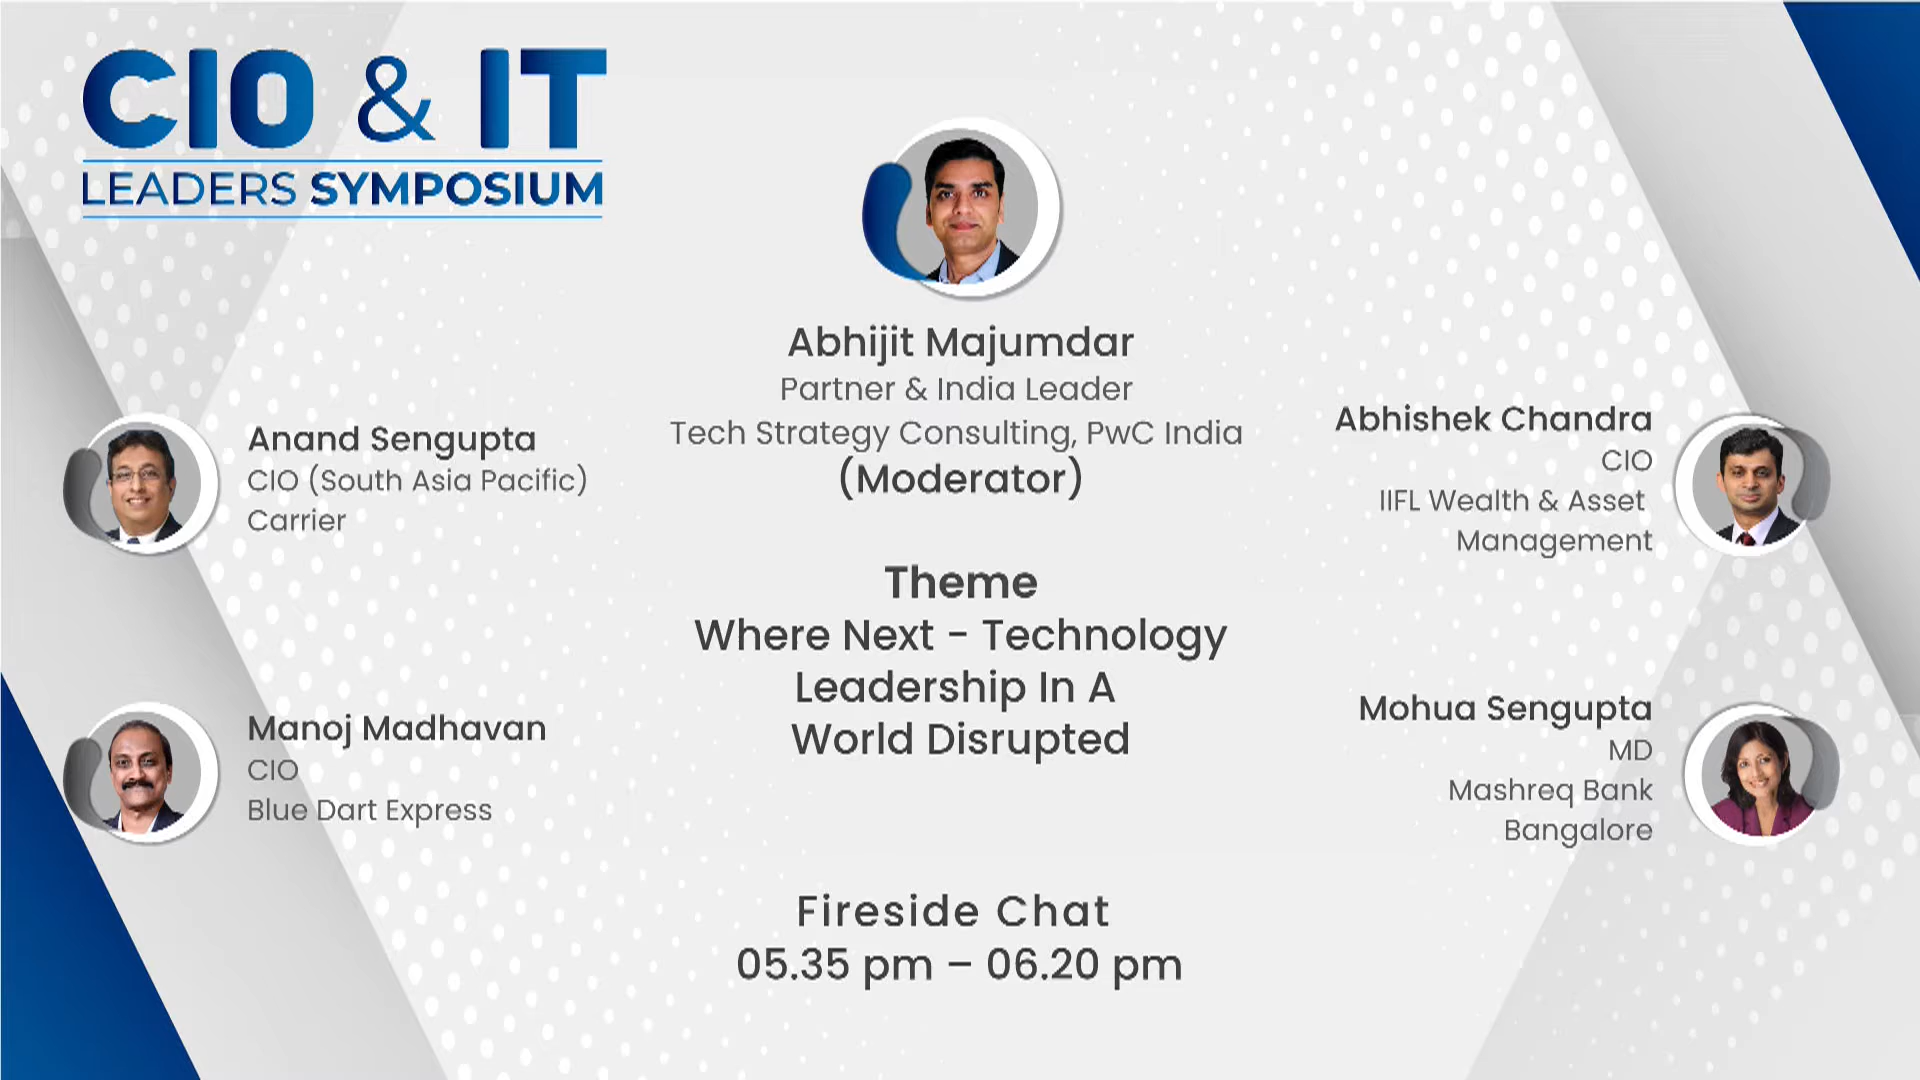 CIO & IT
LEADERS SYMPOSIUM
Abhijit Majumdar
Partner & India Leader
Tech Strategy Consulting, PwC India
(Moderator)
Anand Sengupta
CIO (South Asia Pacific)
Carrier
Abhishek Chandra
CIO
IIFL Wealth & Asset
Management
Theme
Where Next - Technology
Leadership In A
World Disrupted
Manoj Madhavan
CIO
Blue Dart Express
Mohua Sengupta
MD
Mashreq Bank
Bangalore
Fireside Chat
05.35 pm – 06.20 pm